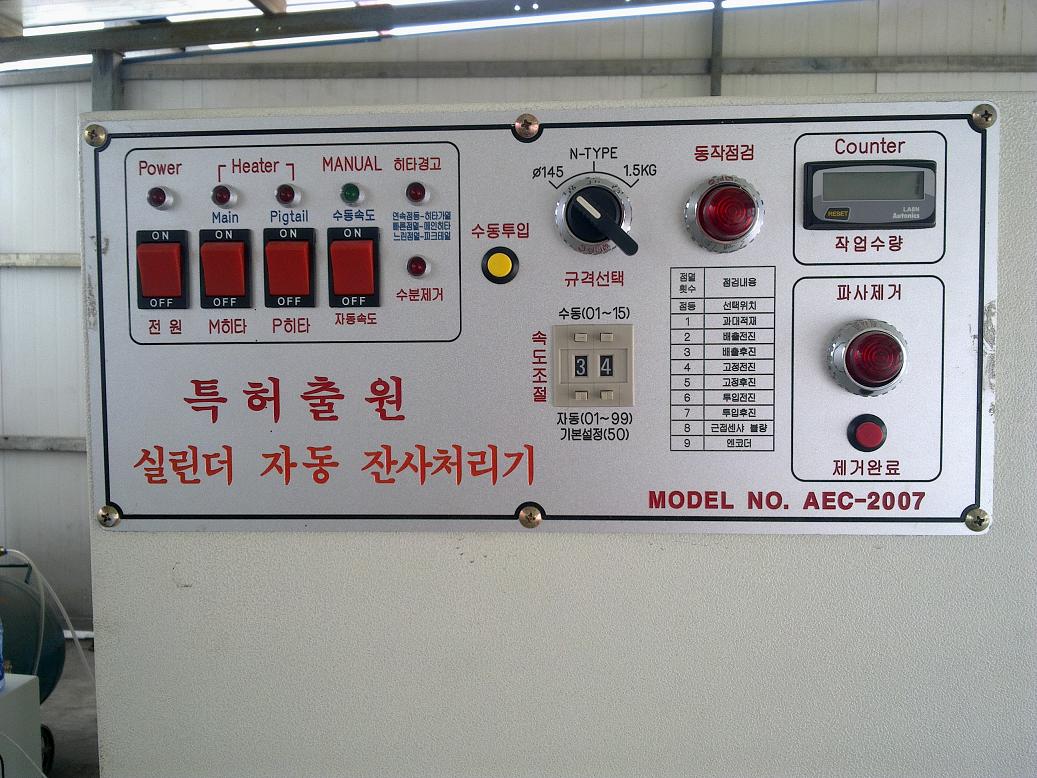 Power
Heater
MANUAL
히타경고
Main
Pigtail
수동속도
연속점등-히타가열
빠른점멸-메인히타
느린점멸-피크테일
ON
ON
ON
ON
OFF
OFF
OFF
OFF
전 원
M히타
P히타
자동속도
수분제거
수동투입
N-TYPE
ø145
1.5KG
규격선택
동작점검
Counter
RESET
LA8N
Autonics
작업수량
수동(01~15)
속도조절
3 4
자동(01~99)
기본설정(50)
점멸횟수 점검내용
점등 선택위치
1 과대적재
2 배출전진
3 배출후진
4 고정전진
5 고정후진
6 투입전진
7 투입후진
8 근접센사 불량
9 엔코더
파사제거
제거완료
특허출원
실린더 자동 잔사처리기
MODEL NO. AEC-2007